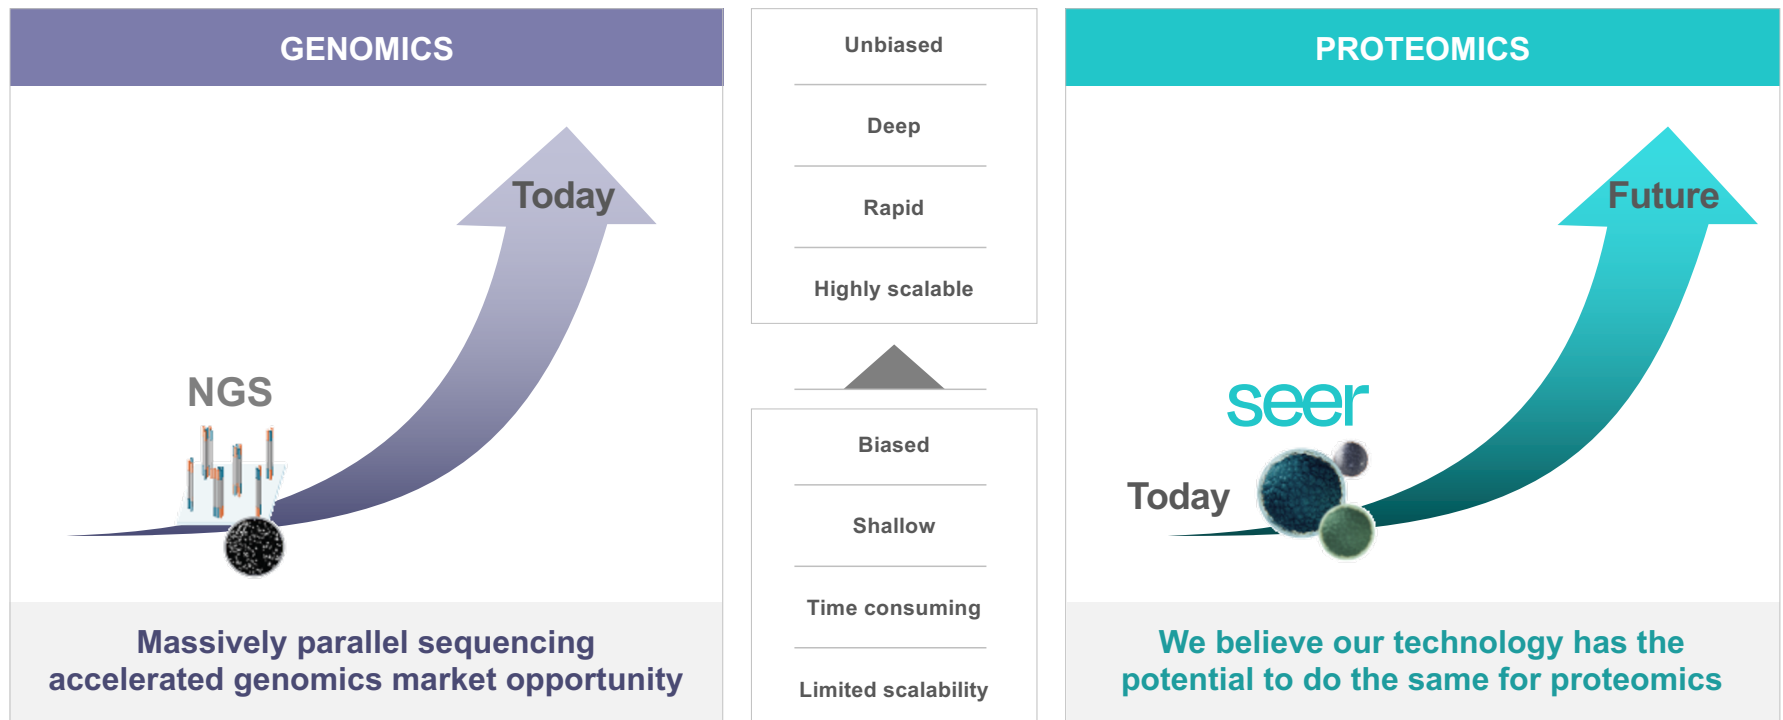 GENOMICS
Today
NGS
Massively parallel sequencing
accelerated genomics market opportunity
Unbiased
Deep
Rapid
Highly scalable
Biased
Shallow
Time consuming
Limited scalability
PROTEOMICS
Future
seer
Today
We believe our technology has the
potential to do the same for proteomics